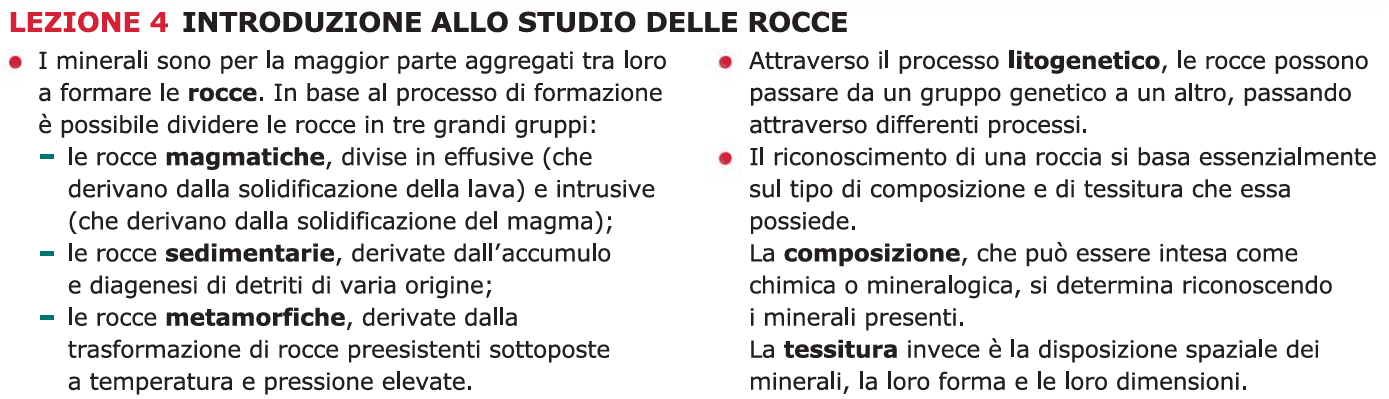 LEZIONE 4 INTRODUZIONE ALLO STUDIO DELLE ROCCE
• I minerali sono per la maggior parte aggregati tra loro
a formare le rocce. In base al processo di formazione
è possibile dividere le rocce in tre grandi gruppi:
– le rocce magmatiche, divise in effusive (che
derivano dalla solidificazione della lava) e intrusive
(che derivano dalla solidificazione del magma);
– le rocce sedimentarie, derivate dall’accumulo
e diagenesi di detriti di varia origine;
– le rocce metamorfiche, derivate dalla
trasformazione di rocce preesistenti sottoposte
a temperatura e pressione elevate.
• Attraverso il processo litogenetico, le rocce possono
passare da un gruppo genetico a un altro, passando
attraverso differenti processi.
• Il riconoscimento di una roccia si basa essenzialmente
sul tipo di composizione e di tessitura che essa
possiede.
La composizione, che può essere intesa come
chimica o mineralogica, si determina riconoscendo
i minerali presenti.
La tessitura invece è la disposizione spaziale dei
minerali, la loro forma e le loro dimensioni.